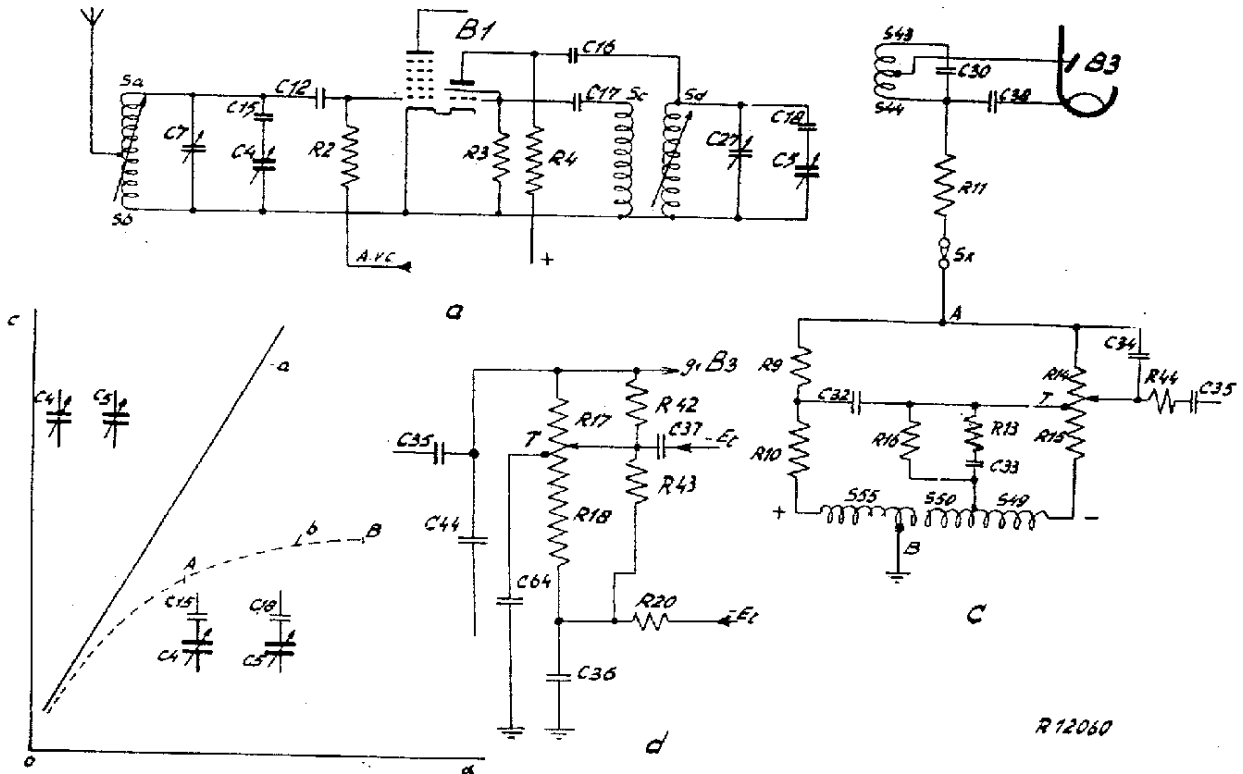 B1
C16
S43
C30
B3
Sa
C12
C17
Sc
Sd
S44
C38
C15
C7
C4
R2
R3
R4
C27
C18
C5
R11
Sb
A.V.C.
+
Sx
a
c
a
A
C34
R9
R14
R44
C35
g1 B3
C4
C5
R17
R42
C32
T
R16
R13
R15
C35
T
C37
-Et
R10
C33
R43
R18
S55
S50
S49
+
-
b
B
A
C44
B
C15
C18
C64
R20
-Et
c
C4
C5
C36
R12060
d
0
α